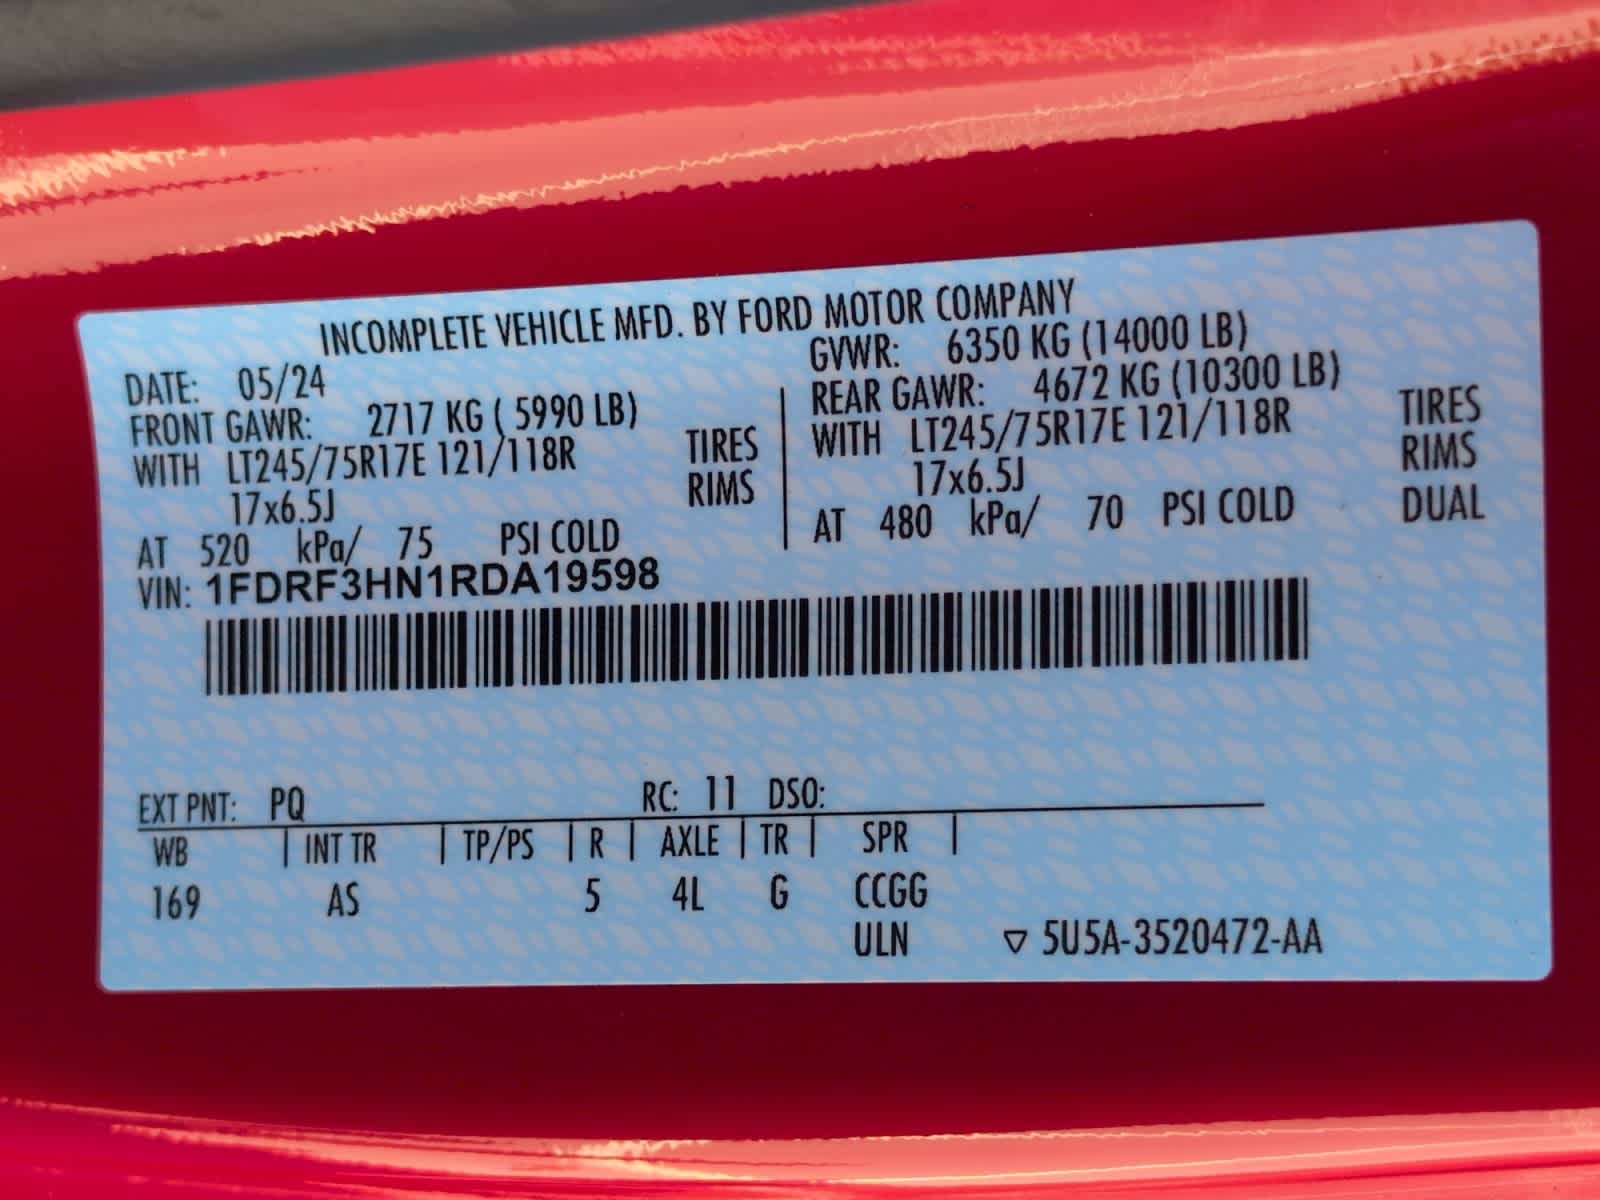 INCOMPLETE VEHICLE MFD. BY FORD MOTOR COMPANY
DATE: 05/24
FRONT GAWR: 2717 KG ( 5990 LB)
WITH LT245/75R17E 121/118R TIRES
17x6.5J RIMS
AT 520 kPa/ 75 PSI COLD
GVWR: 6350 KG (14000 LB)
REAR GAWR: 4672 KG (10300 LB)
WITH LT245/75R17E 121/118R TIRES
17x6.5J RIMS
AT 480 kPa/ 70 PSI COLD DUAL
VIN: 1FDRF3HN1RDA19598
EXT PNT: PQ RC: 11 DSO:
WB | INT TR | TP/PS | R | AXLE | TR | SPR |
169 AS 5 4L G CCGG
ULN ▽ 5U5A-3520472-AA